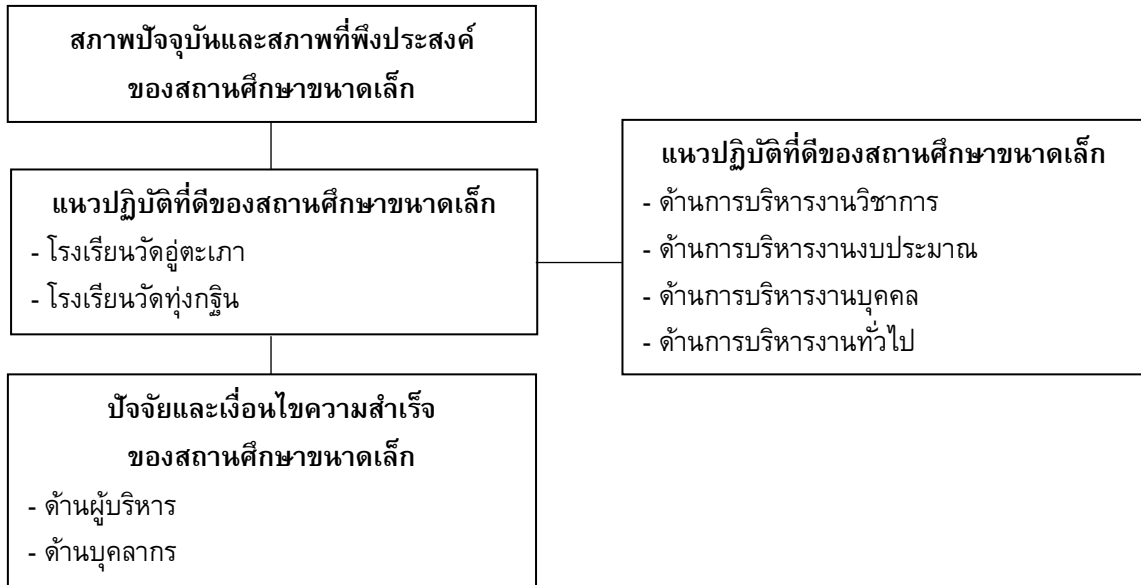 สภาพปัจจุบันและสภาพที่พึงประสงค์
ของสถานศึกษาขนาดเล็ก
แนวปฏิบัติที่ดีของสถานศึกษาขนาดเล็ก
- โรงเรียนวัดอู่ตะเภา
- โรงเรียนวัดทุ่งกฐิน
แนวปฏิบัติที่ดีของสถานศึกษาขนาดเล็ก
- ด้านการบริหารงานวิชาการ
- ด้านการบริหารงานงบประมาณ
- ด้านการบริหารงานบุคคล
- ด้านการบริหารงานทั่วไป
ปัจจัยและเงื่อนไขความสำเร็จ
ของสถานศึกษาขนาดเล็ก
- ด้านผู้บริหาร
- ด้านบุคลากร